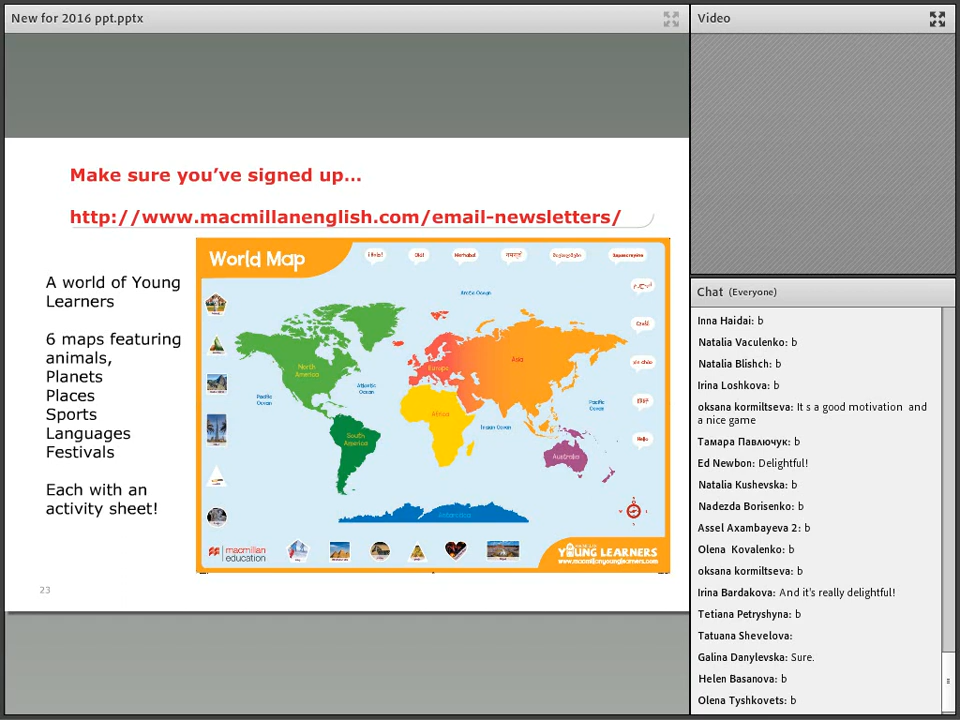 New for 2016 ppt.pptx
Make sure you've signed up...
http://www.macmillanenglish.com/email-newsletters/
A world of Young
Learners
6 maps featuring
animals,
Planets
Places
Sports
Languages
Festivals
Each with an
activity sheet!
23
World Map
Arctic Ocean
North
America
Europe
Asia
Atlantic
Ocean
Pacific
Ocean
Pacific
Ocean
Africa
Indian Ocean
South
America
Australia
Antarctica
Hello
macmillan
education
YOUNG LEARNERS
www.macmillanyounglearners.com
Video
Chat (Everyone)
Inna Haidai: b
Natalia Vaculenko: b
Natalia Blishch: b
Irina Loshkova: b
oksana kormiltseva: It s a good motivation and
a nice game
Тамара Павлючук: b
Ed Newbon: Delightful!
Natalia Kushevska: b
Nadezda Borisenko: b
Assel Axambayeva 2: b
Olena Kovalenko: b
oksana kormiltseva: b
Irina Bardakova: And it's really delightful!
Tetiana Petryshyna: b
Tatuana Shevelova:
Galina Danylevska: Sure.
Helen Basanova: b
Olena Tyshkovets: b